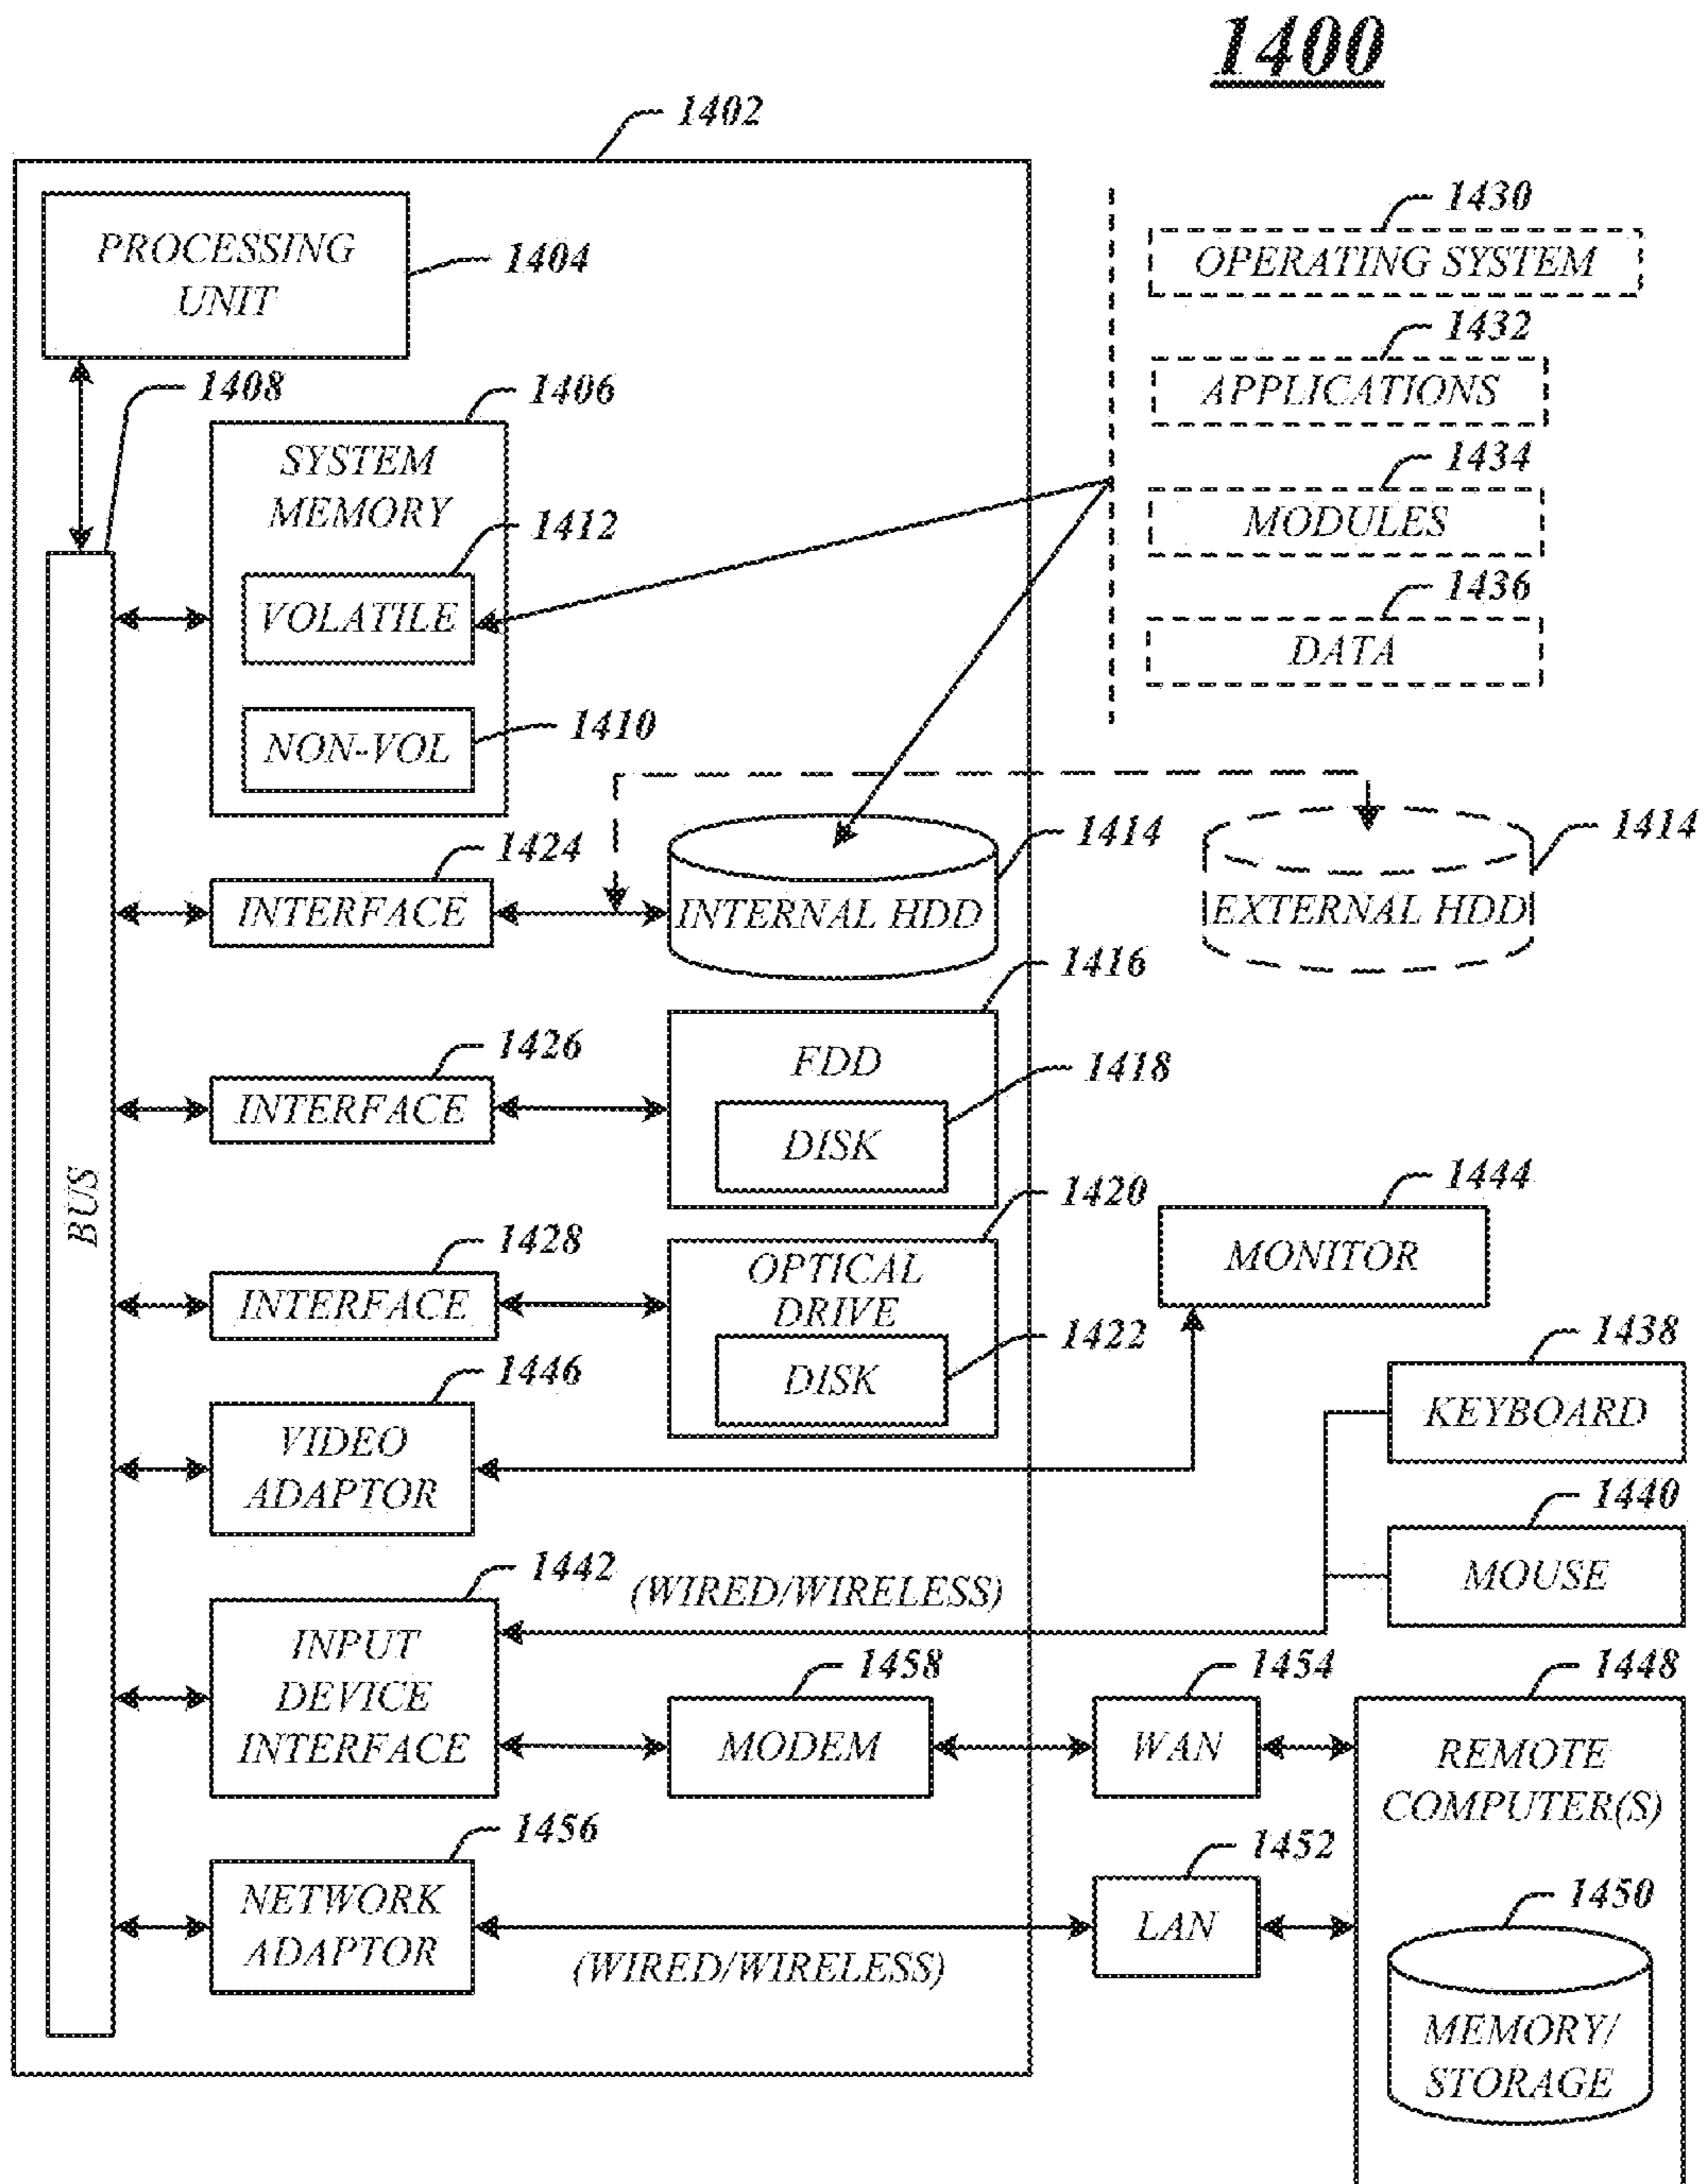 1400
1402
PROCESSING
UNIT
1404
1408
1406
SYSTEM
MEMORY
1412
VOLATILE
1410
NON-VOL
1430
OPERATING SYSTEM
1432
APPLICATIONS
1434
MODULES
1436
DATA
1424
INTERFACE
1414
INTERNAL HDD
1414
EXTERNAL HDD
1416
1426
INTERFACE
FDD
1418
DISK
BUS
1428
INTERFACE
1420
OPTICAL
DRIVE
1422
DISK
1444
MONITOR
1438
KEYBOARD
1446
VIDEO
ADAPTOR
1440
MOUSE
1442
(WIRED/WIRELESS)
INPUT
DEVICE
INTERFACE
1458
MODEM
1454
WAN
1448
REMOTE
COMPUTER(S)
1456
NETWORK
ADAPTOR
(WIRED/WIRELESS)
1452
LAN
1450
MEMORY/
STORAGE